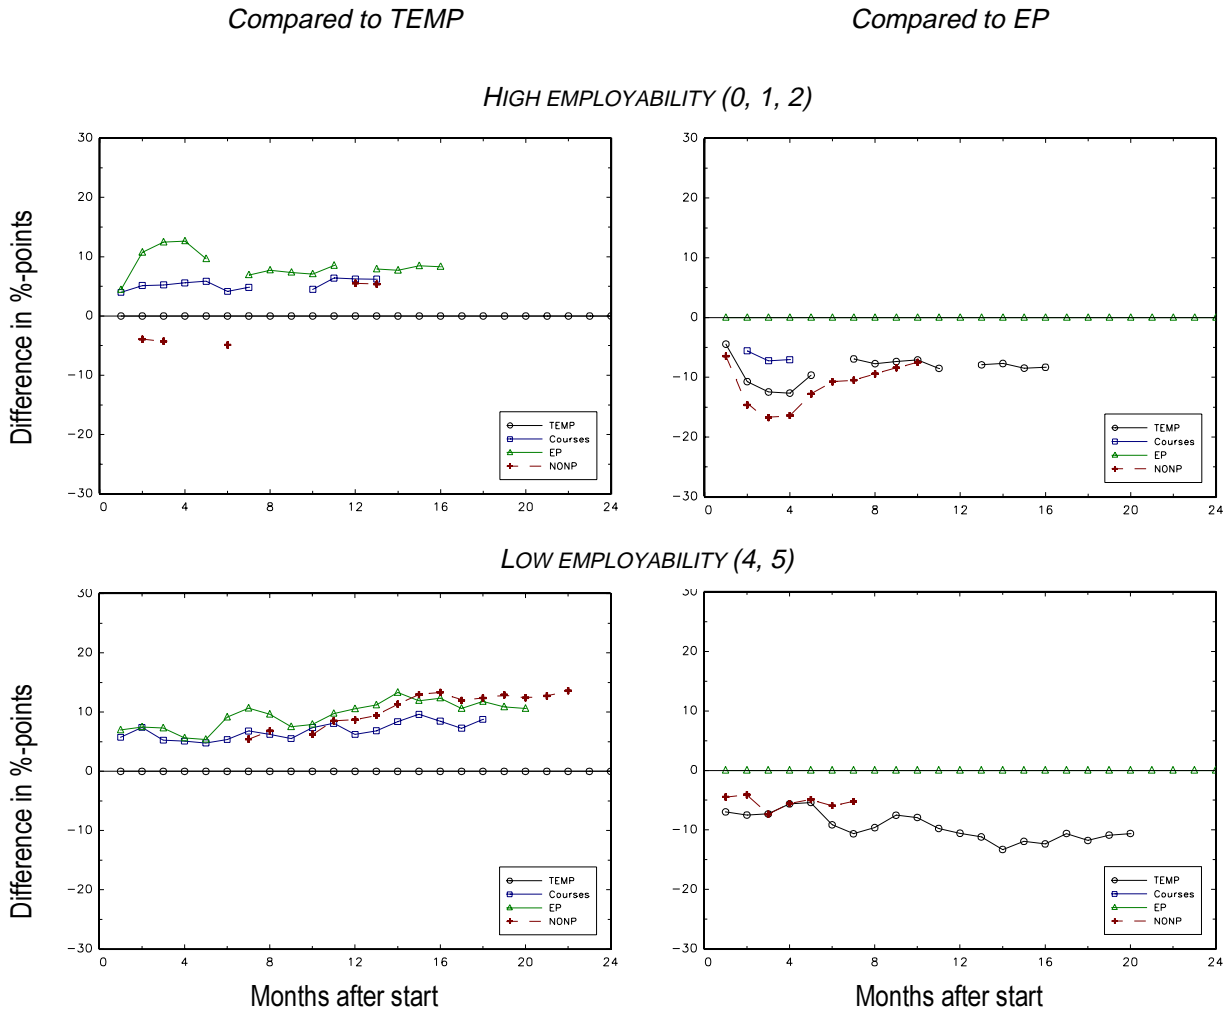 Compared to TEMP
Compared to EP
HIGH EMPLOYABILITY (0, 1, 2)
Difference in %-points
30
20
10
0
−10
−20
−30
0 4 8 12 16 20 24
TEMP
Courses
EP
NONP
30
20
10
0
−10
−20
−30
0 4 8 12 16 20 24
TEMP
Courses
EP
NONP
LOW EMPLOYABILITY (4, 5)
Difference in %-points
30
20
10
0
−10
−20
−30
0 4 8 12 16 20 24
TEMP
Courses
EP
NONP
Months after start
30
20
10
0
−10
−20
−30
0 4 8 12 16 20 24
TEMP
Courses
EP
NONP
Months after start